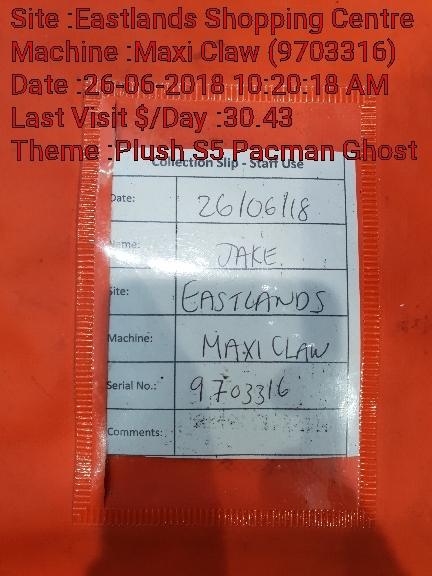 Site :Eastlands Shopping Centre
Machine :Maxi Claw (9703316)
Date :26-06-2018 10:20:18 AM
Last Visit $/Day :30.43
Theme :Plush S5 Pacman Ghost
Collection Slip - Staff Use
Date: 26/06/18
Name: JAKE
Site: EASTLANDS
Machine: MAXI CLAW
Serial No.: 9703316
Comments: